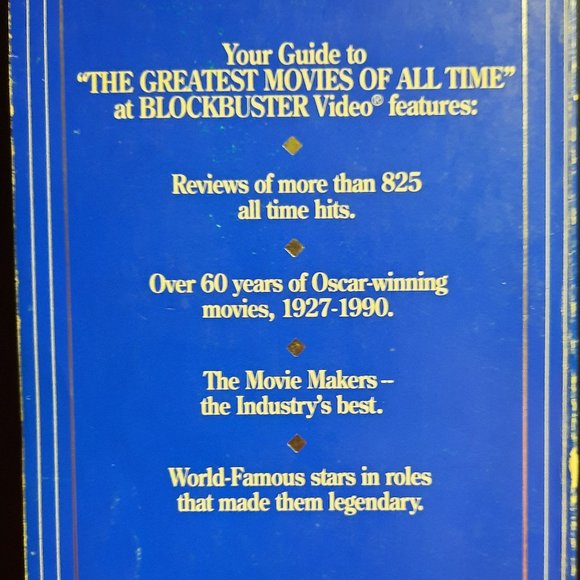 Your Guide to
“THE GREATEST MOVIES OF ALL TIME”
at BLOCKBUSTER Video® features:
Reviews of more than 825
all time hits.
Over 60 years of Oscar-winning
movies, 1927-1990.
The Movie Makers --
the Industry's best.
World-Famous stars in roles
that made them legendary.